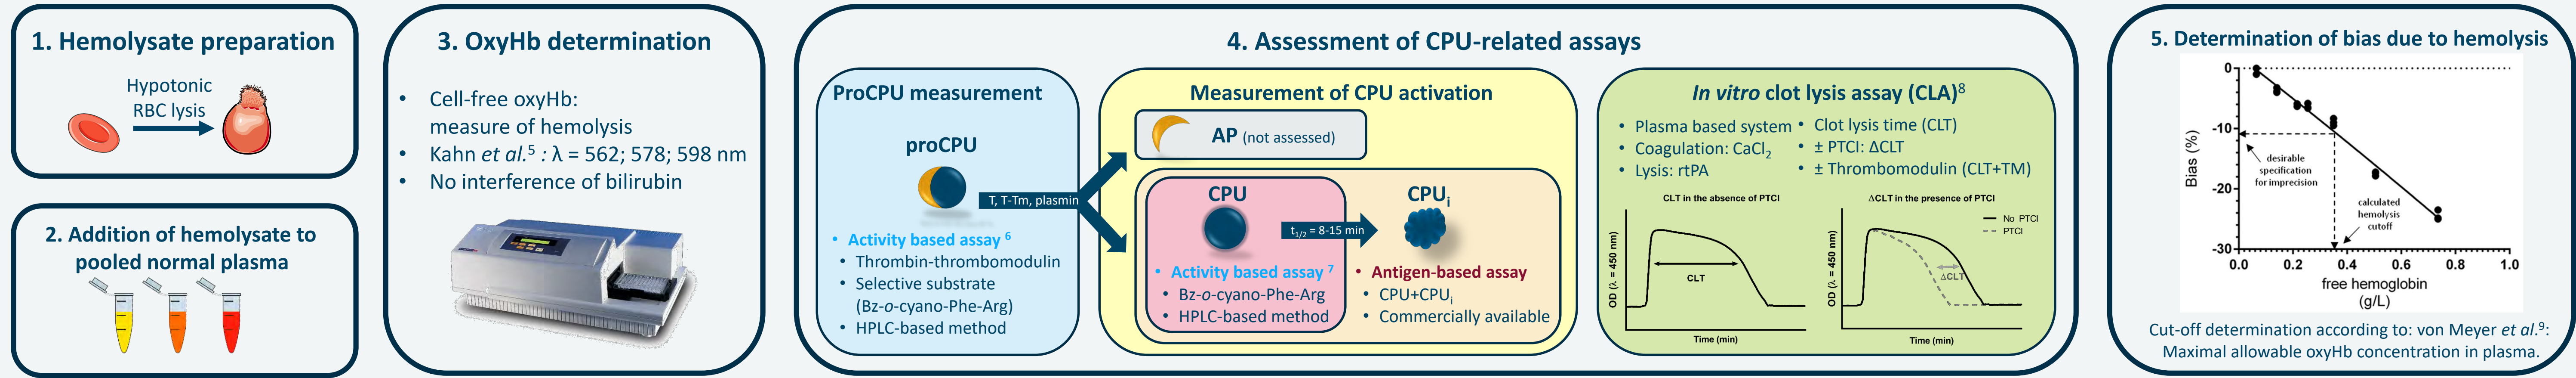 1. Hemolysate preparation
Hypotonic
RBC lysis
2. Addition of hemolysate to
pooled normal plasma
3. OxyHb determination
• Cell-free oxyHb:
measure of hemolysis
• Kahn et al.⁵ : λ = 562; 578; 598 nm
• No interference of bilirubin
4. Assessment of CPU-related assays
ProCPU measurement
proCPU
T, T-Tm, plasmin
• Activity based assay ⁶
• Thrombin-thrombomodulin
• Selective substrate
(Bz-o-cyano-Phe-Arg)
• HPLC-based method
Measurement of CPU activation
AP (not assessed)
CPU
t1/2 = 8-15 min
CPUi
• Activity based assay ⁷
• Bz-o-cyano-Phe-Arg
• HPLC-based method
• Antigen-based assay
• CPU+CPUi
• Commercially available
In vitro clot lysis assay (CLA)⁸
• Plasma based system
• Coagulation: CaCl₂
• Lysis: rtPA
• Clot lysis time (CLT)
• ± PTCI: ΔCLT
• ± Thrombomodulin (CLT+TM)
CLT in the absence of PTCI
OD (λ = 450 nm)
CLT
Time (min)
ΔCLT in the presence of PTCI
No PTCI
PTCI
OD (λ = 450 nm)
ΔCLT
Time (min)
5. Determination of bias due to hemolysis
0
-10
-20
-30
Bias (%)
desirable
specification
for imprecision
calculated
hemolysis
cutoff
0.0 0.2 0.4 0.6 0.8 1.0
free hemoglobin
(g/L)
Cut-off determination according to: von Meyer et al.⁹:
Maximal allowable oxyHb concentration in plasma.